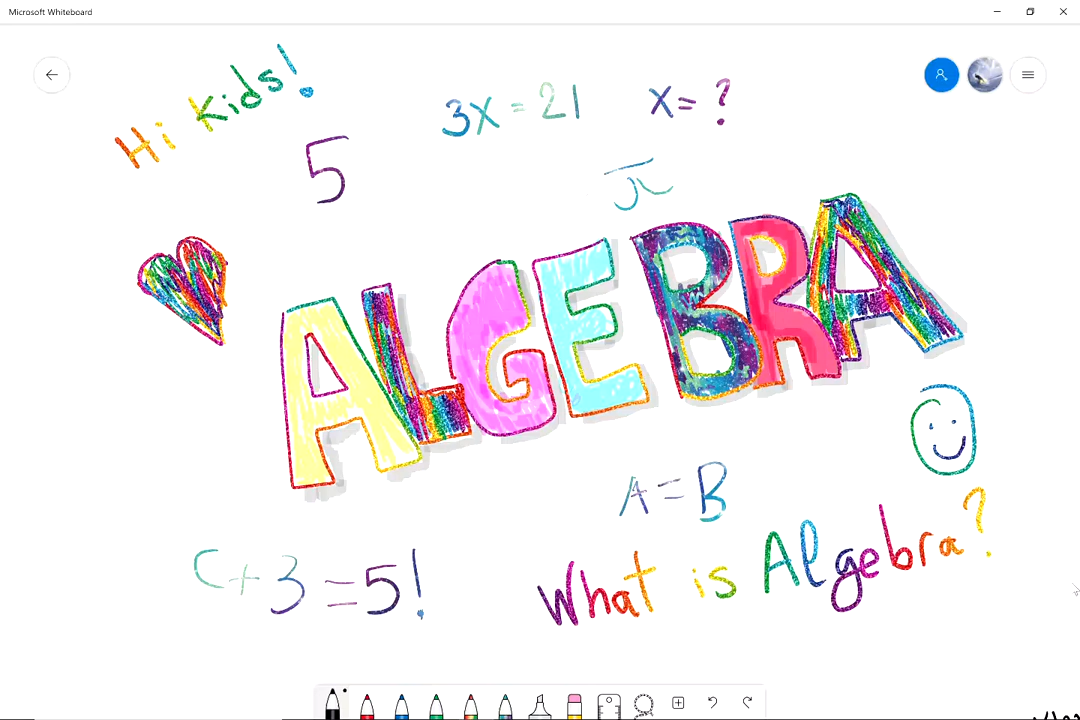 Microsoft Whiteboard
Hi Kids!
3x = 21
x = ?
5
π
ALGEBRA
A = B
C + 3 = 5!
What is Algebra?